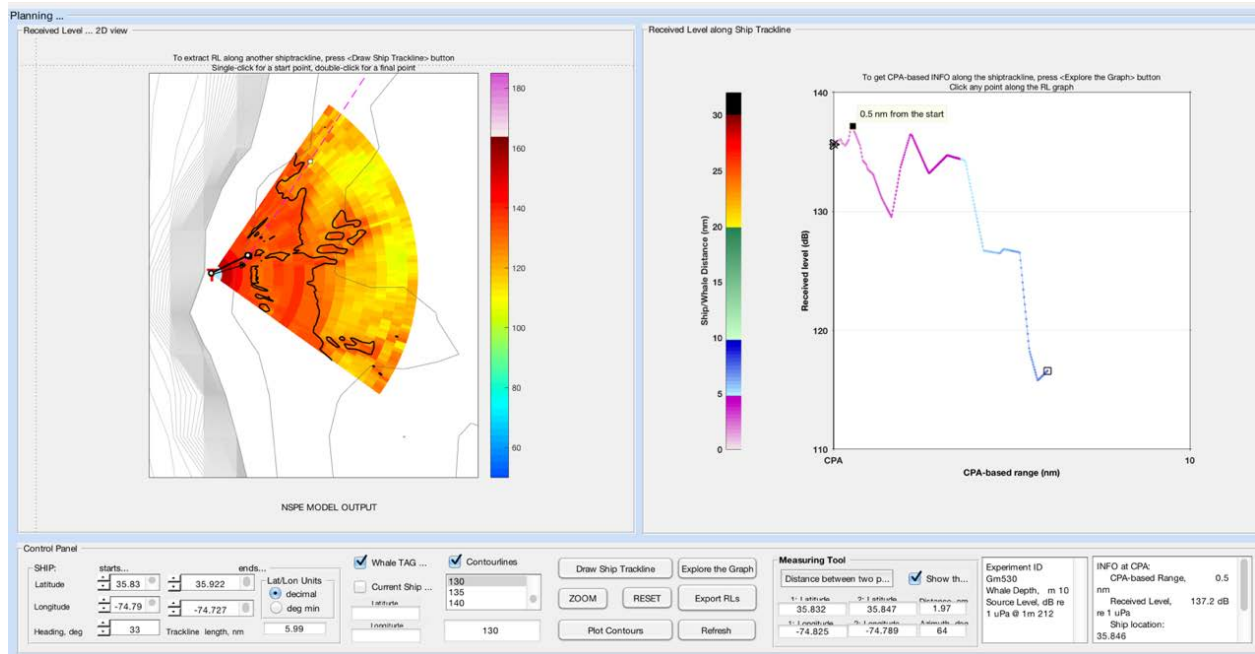 Planning ...
Received Level ... 2D view
To extract RL along another shiptrackline, press <Draw Ship Trackline> button
Single-click for a start point, double-click for a final point
180
160
140
120
100
80
60
NSPE MODEL OUTPUT
Received Level along Ship Trackline
To get CPA-based INFO along the shiptrackline, press <Explore the Graph> button
Click any point along the RL graph
Ship/Whale Distance (nm)
30
25
20
15
10
5
0
Received level (dB)
140
130
120
110
0.5 nm from the start
CPA
10
CPA-based range (nm)
Control Panel
SHIP:
starts...
ends...
Latitude
35.83
35.922
Longitude
-74.79
-74.727
Heading, deg
33
Trackline length, nm
5.99
Lat/Lon Units
decimal
deg min
Whale TAG ...
Current Ship ...
Latitude
Longitude
Contourlines
130
135
140
130
Draw Ship Trackline
Explore the Graph
ZOOM
RESET
Export RLs
Plot Contours
Refresh
Measuring Tool
Distance between two p...
Show th...
1: Latitude
2: Latitude
Distance, nm
35.832
35.847
1.97
1: Longitude
2: Longitude
Azimuth, deg
-74.825
-74.789
64
Experiment ID
Gm530
Whale Depth, m 10
Source Level, dB re
1 uPa @ 1m 212
INFO at CPA:
CPA-based Range, 0.5
nm
Received Level, 137.2 dB
re 1 uPa
Ship location:
35.846